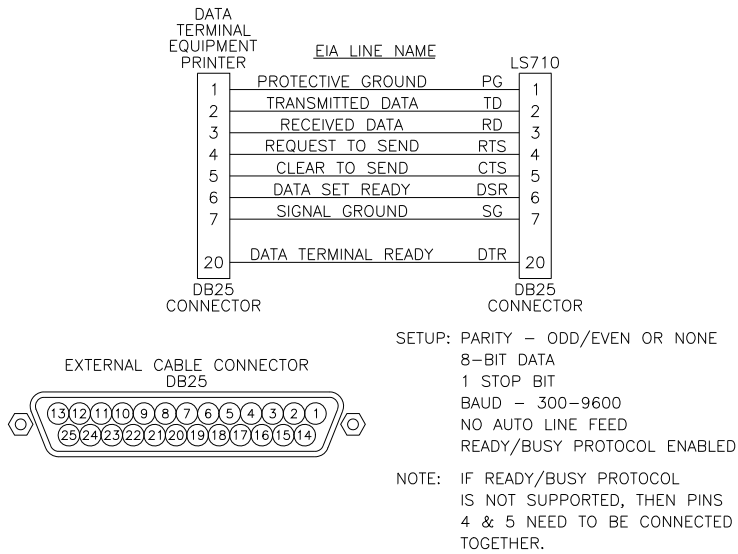 DATA
TERMINAL
EQUIPMENT
PRINTER
EIA LINE NAME
LS710
1 PROTECTIVE GROUND PG 1
2 TRANSMITTED DATA TD 2
3 RECEIVED DATA RD 3
4 REQUEST TO SEND RTS 4
5 CLEAR TO SEND CTS 5
6 DATA SET READY DSR 6
7 SIGNAL GROUND SG 7
20 DATA TERMINAL READY DTR 20
DB25
CONNECTOR
DB25
CONNECTOR
EXTERNAL CABLE CONNECTOR
DB25
13 12 11 10 9 8 7 6 5 4 3 2 1
25 24 23 22 21 20 19 18 17 16 15 14
SETUP: PARITY – ODD/EVEN OR NONE
8–BIT DATA
1 STOP BIT
BAUD – 300–9600
NO AUTO LINE FEED
READY/BUSY PROTOCOL ENABLED
NOTE: IF READY/BUSY PROTOCOL
IS NOT SUPPORTED, THEN PINS
4 & 5 NEED TO BE CONNECTED
TOGETHER.